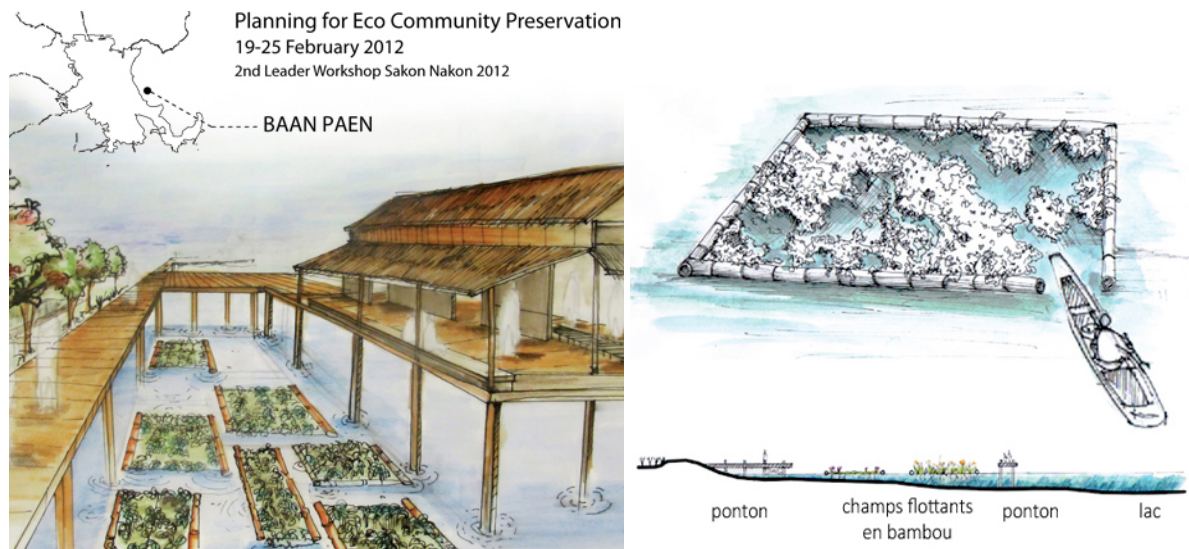 Planning for Eco Community Preservation
19-25 February 2012
2nd Leader Workshop Sakon Nakon 2012
BAAN PAEN
ponton
champs flottants
en bambou
ponton
lac